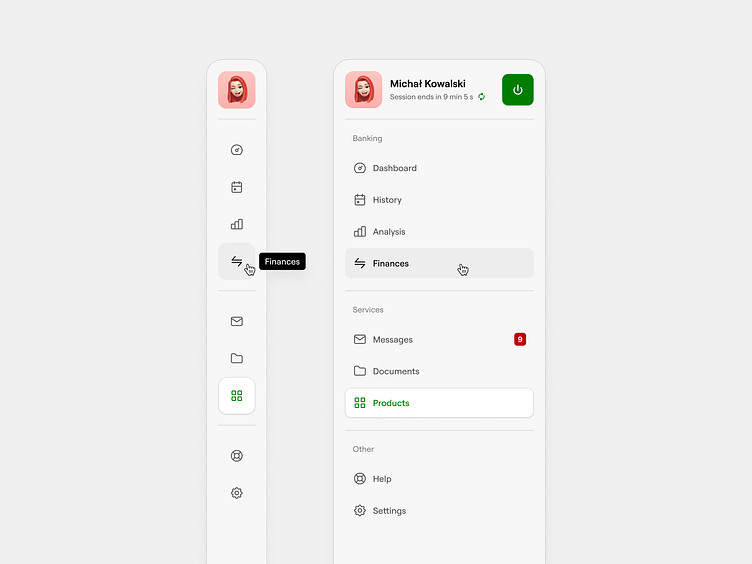 Finances
Michał Kowalski
Session ends in 9 min 5 s
Banking
Dashboard
History
Analysis
Finances
Services
Messages 9
Documents
Products
Other
Help
Settings